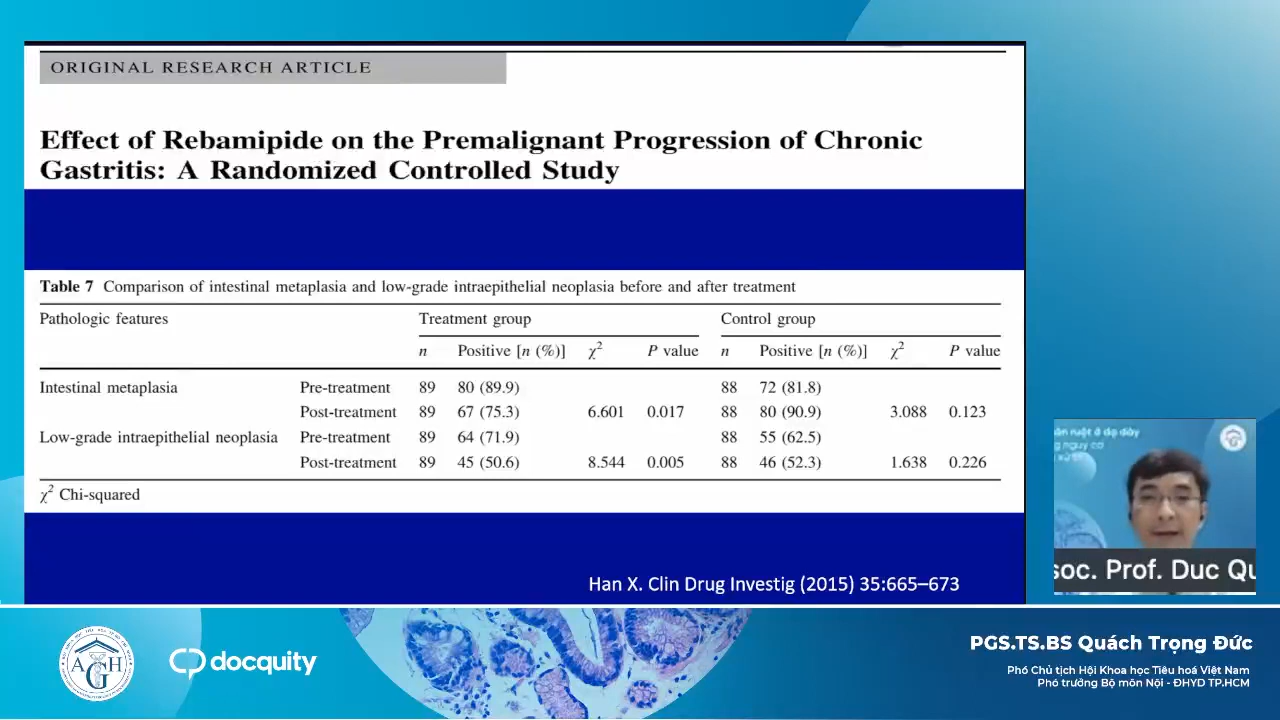 ORIGINAL RESEARCH ARTICLE
Effect of Rebamipide on the Premalignant Progression of Chronic
Gastritis: A Randomized Controlled Study
Table 7 Comparison of intestinal metaplasia and low-grade intraepithelial neoplasia before and after treatment
Pathologic features Treatment group Control group
n Positive [n (%)] χ² P value n Positive [n (%)] χ² P value
Intestinal metaplasia Pre-treatment 89 80 (89.9) 88 72 (81.8)
Post-treatment 89 67 (75.3) 6.601 0.017 88 80 (90.9) 3.088 0.123
Low-grade intraepithelial neoplasia Pre-treatment 89 64 (71.9) 88 55 (62.5)
Post-treatment 89 45 (50.6) 8.544 0.005 88 46 (52.3) 1.638 0.226
χ² Chi-squared
Han X. Clin Drug Investig (2015) 35:665–673
ruột ở dạ dày
nguy cơ
soc. Prof. Duc Qu
AGH
docquity
PGS.TS.BS Quách Trọng Đức
Phó Chủ tịch Hội Khoa học Tiêu hoá Việt Nam
Phó trưởng Bộ môn Nội - ĐHYD TP.HCM